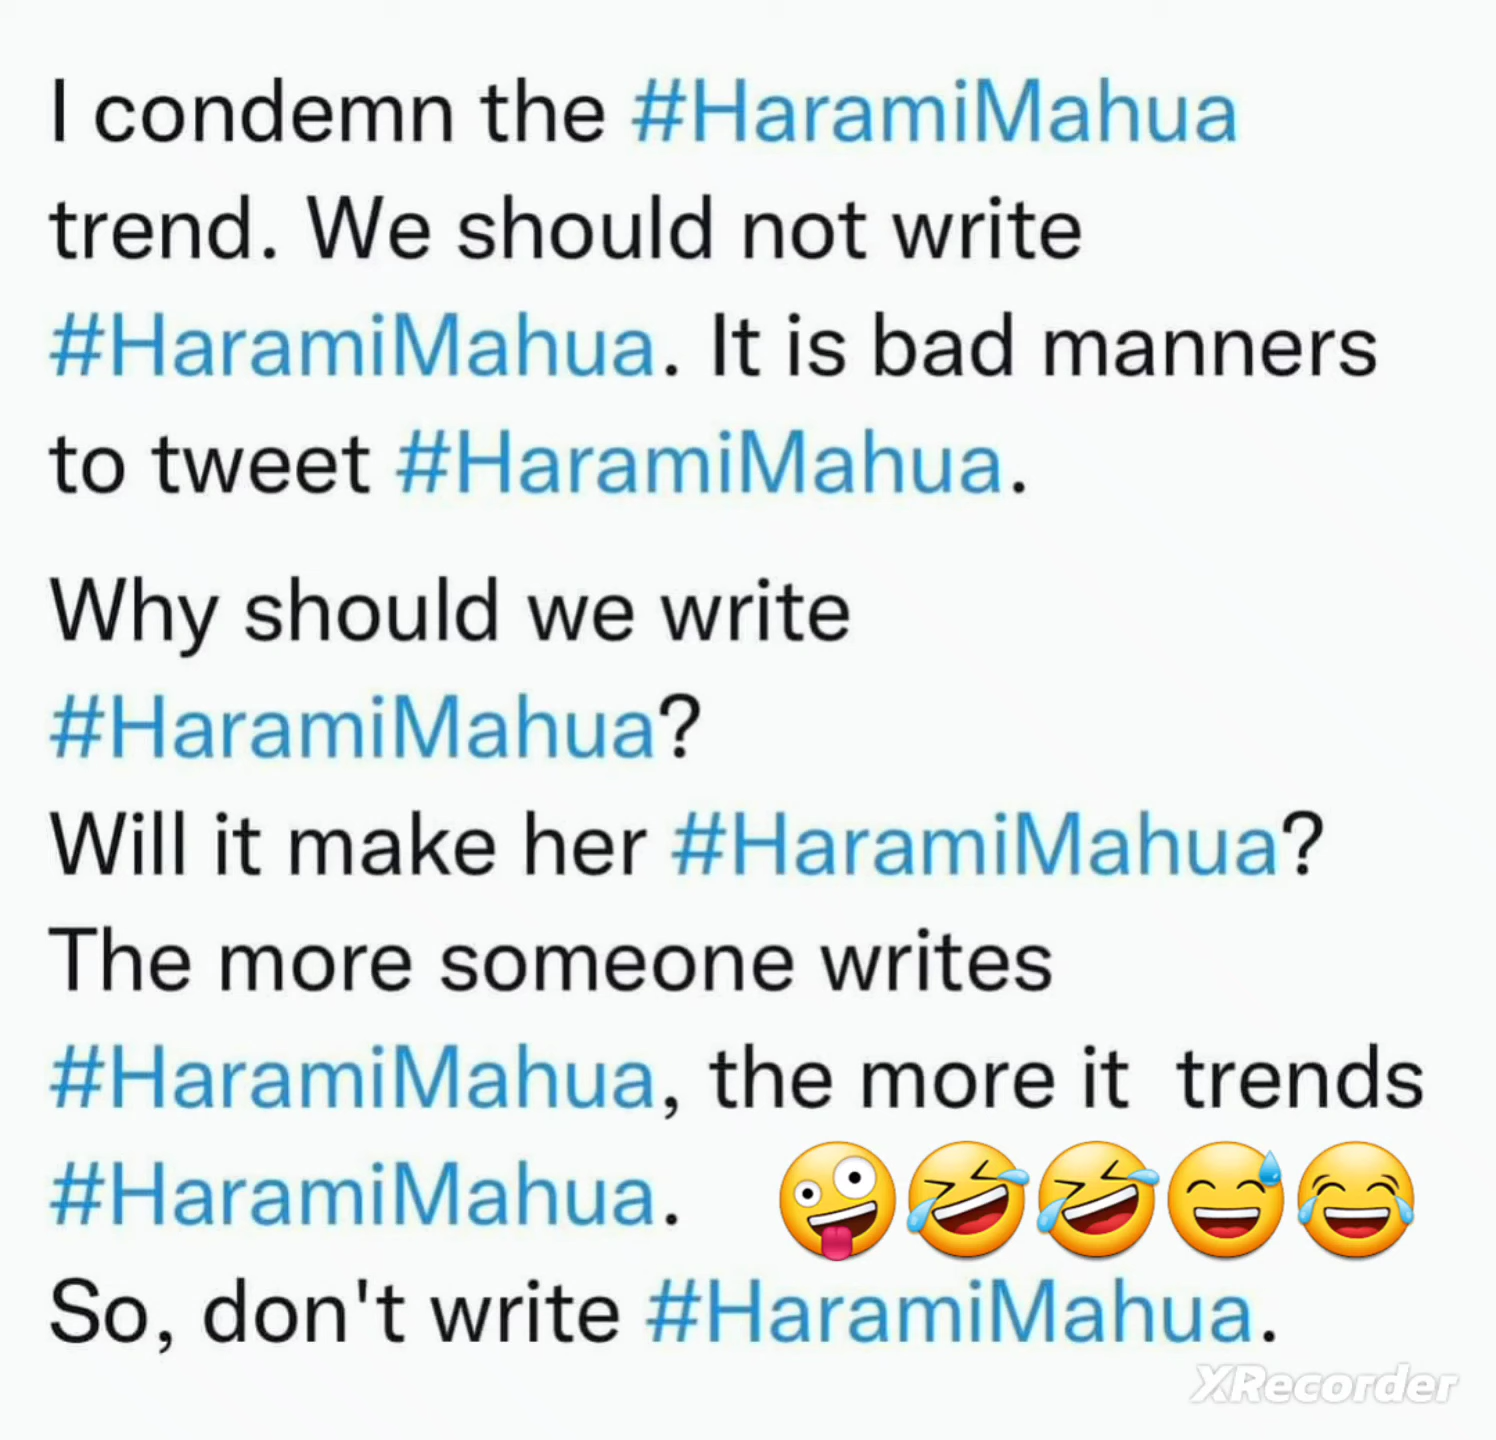 I condemn the #HaramiMahua
trend. We should not write
#HaramiMahua. It is bad manners
to tweet #HaramiMahua.
Why should we write
#HaramiMahua?
Will it make her #HaramiMahua?
The more someone writes
#HaramiMahua, the more it trends
#HaramiMahua. 🤪🤣🤣😅😂
So, don't write #HaramiMahua.
XRecorder